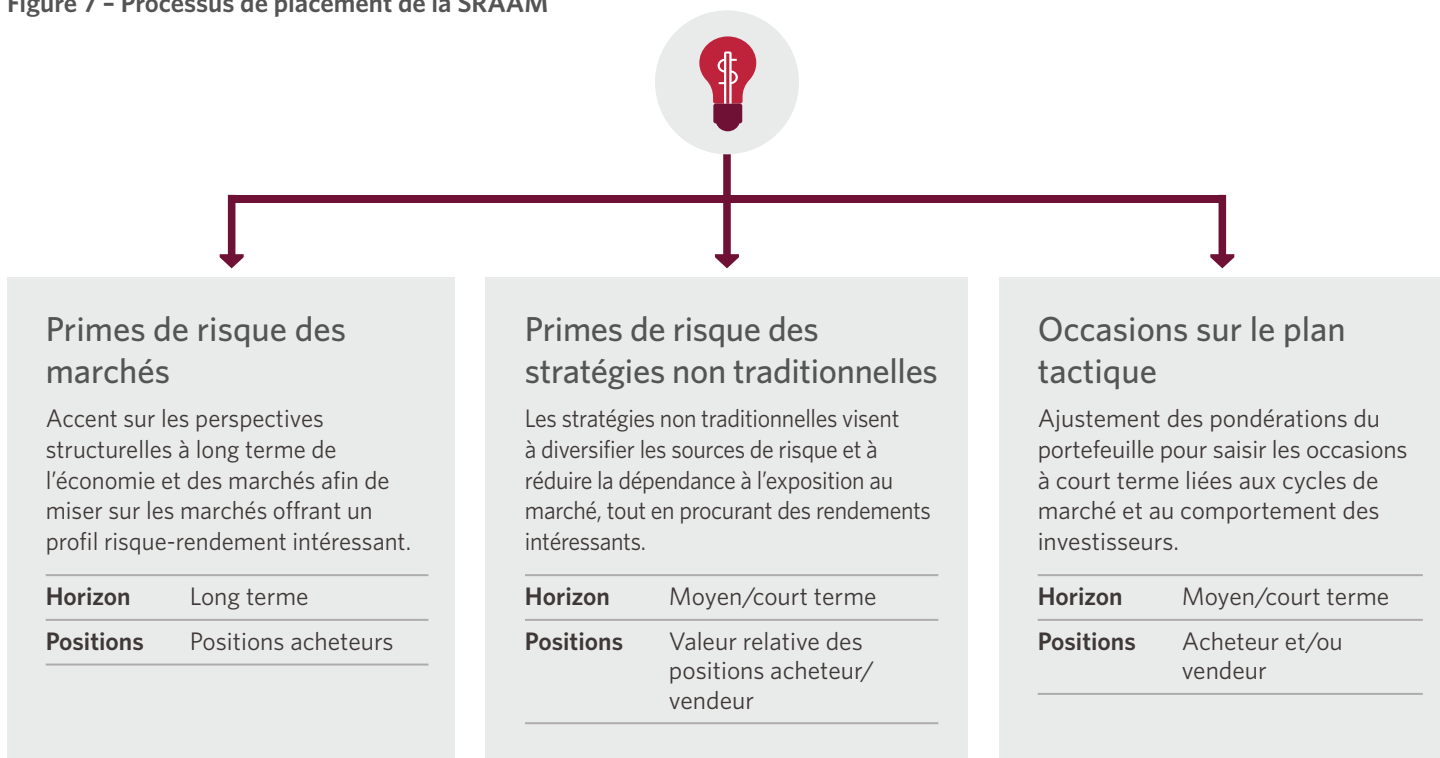 Figure 7 – Processus de placement de la SRAAM
Primes de risque des
marchés
Accent sur les perspectives
structurelles à long terme de
l'économie et des marchés afin de
miser sur les marchés offrant un
profil risque-rendement intéressant.
Horizon Long terme
Positions Positions acheteurs
Primes de risque des
stratégies non traditionnelles
Les stratégies non traditionnelles visent
à diversifier les sources de risque et à
réduire la dépendance à l'exposition au
marché, tout en procurant des rendements
intéressants.
Horizon Moyen/court terme
Positions Valeur relative des
positions acheteur/
vendeur
Occasions sur le plan
tactique
Ajustement des pondérations du
portefeuille pour saisir les occasions
à court terme liées aux cycles de
marché et au comportement des
investisseurs.
Horizon Moyen/court terme
Positions Acheteur et/ou
vendeur